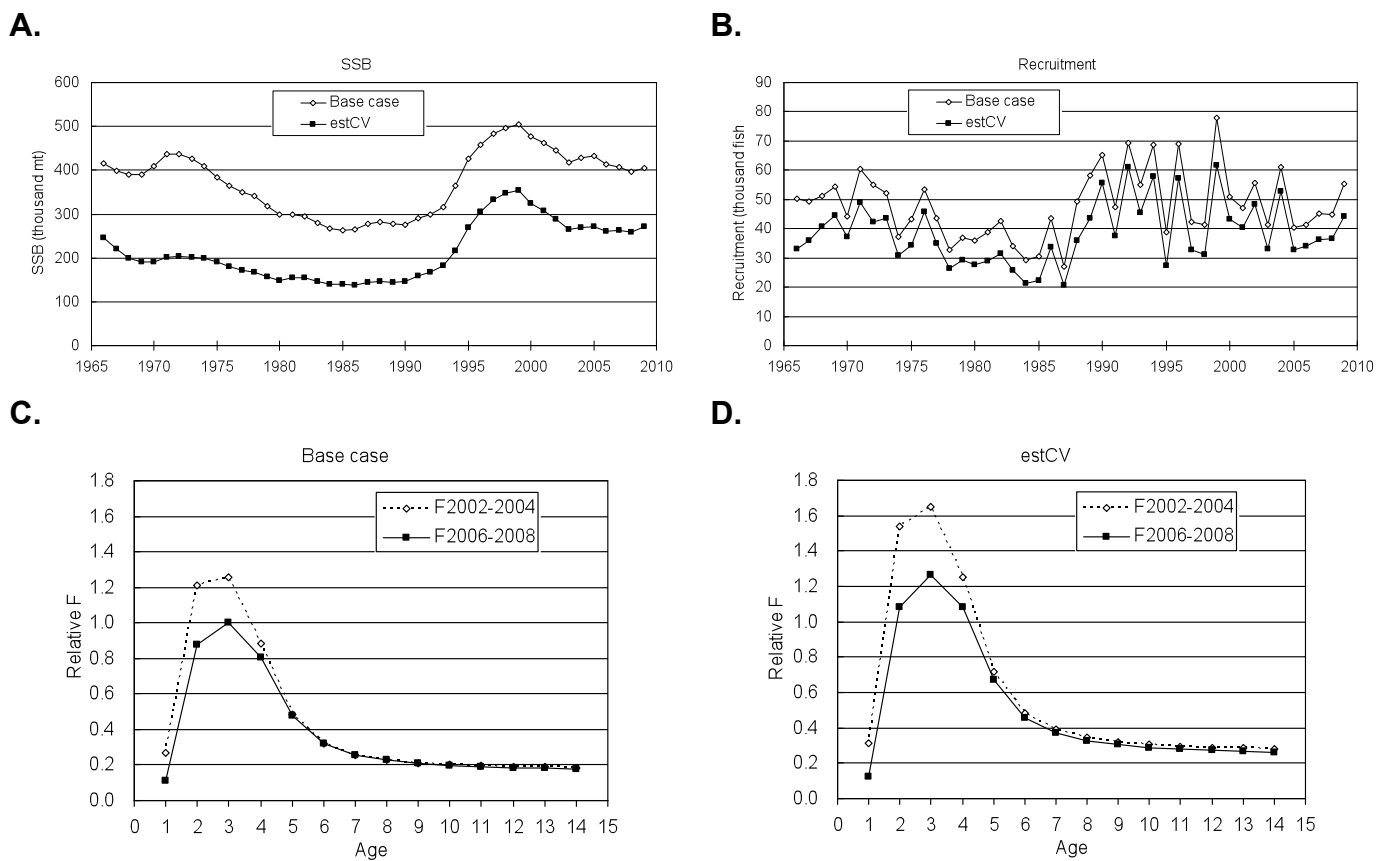 A.
SSB
SSB (thousand mt)
600
500
400
300
200
100
0
Base case
estCV
1965 1970 1975 1980 1985 1990 1995 2000 2005 2010
B.
Recruitment
Recruitment (thousand fish
90
80
70
60
50
40
30
20
10
0
Base case
estCV
1965 1970 1975 1980 1985 1990 1995 2000 2005 2010
C.
Base case
Relative F
1.8
1.6
1.4
1.2
1.0
0.8
0.6
0.4
0.2
0.0
F2002-2004
F2006-2008
0 1 2 3 4 5 6 7 8 9 10 11 12 13 14 15
Age
D.
estCV
Relative F
1.8
1.6
1.4
1.2
1.0
0.8
0.6
0.4
0.2
0.0
F2002-2004
F2006-2008
0 1 2 3 4 5 6 7 8 9 10 11 12 13 14 15
Age